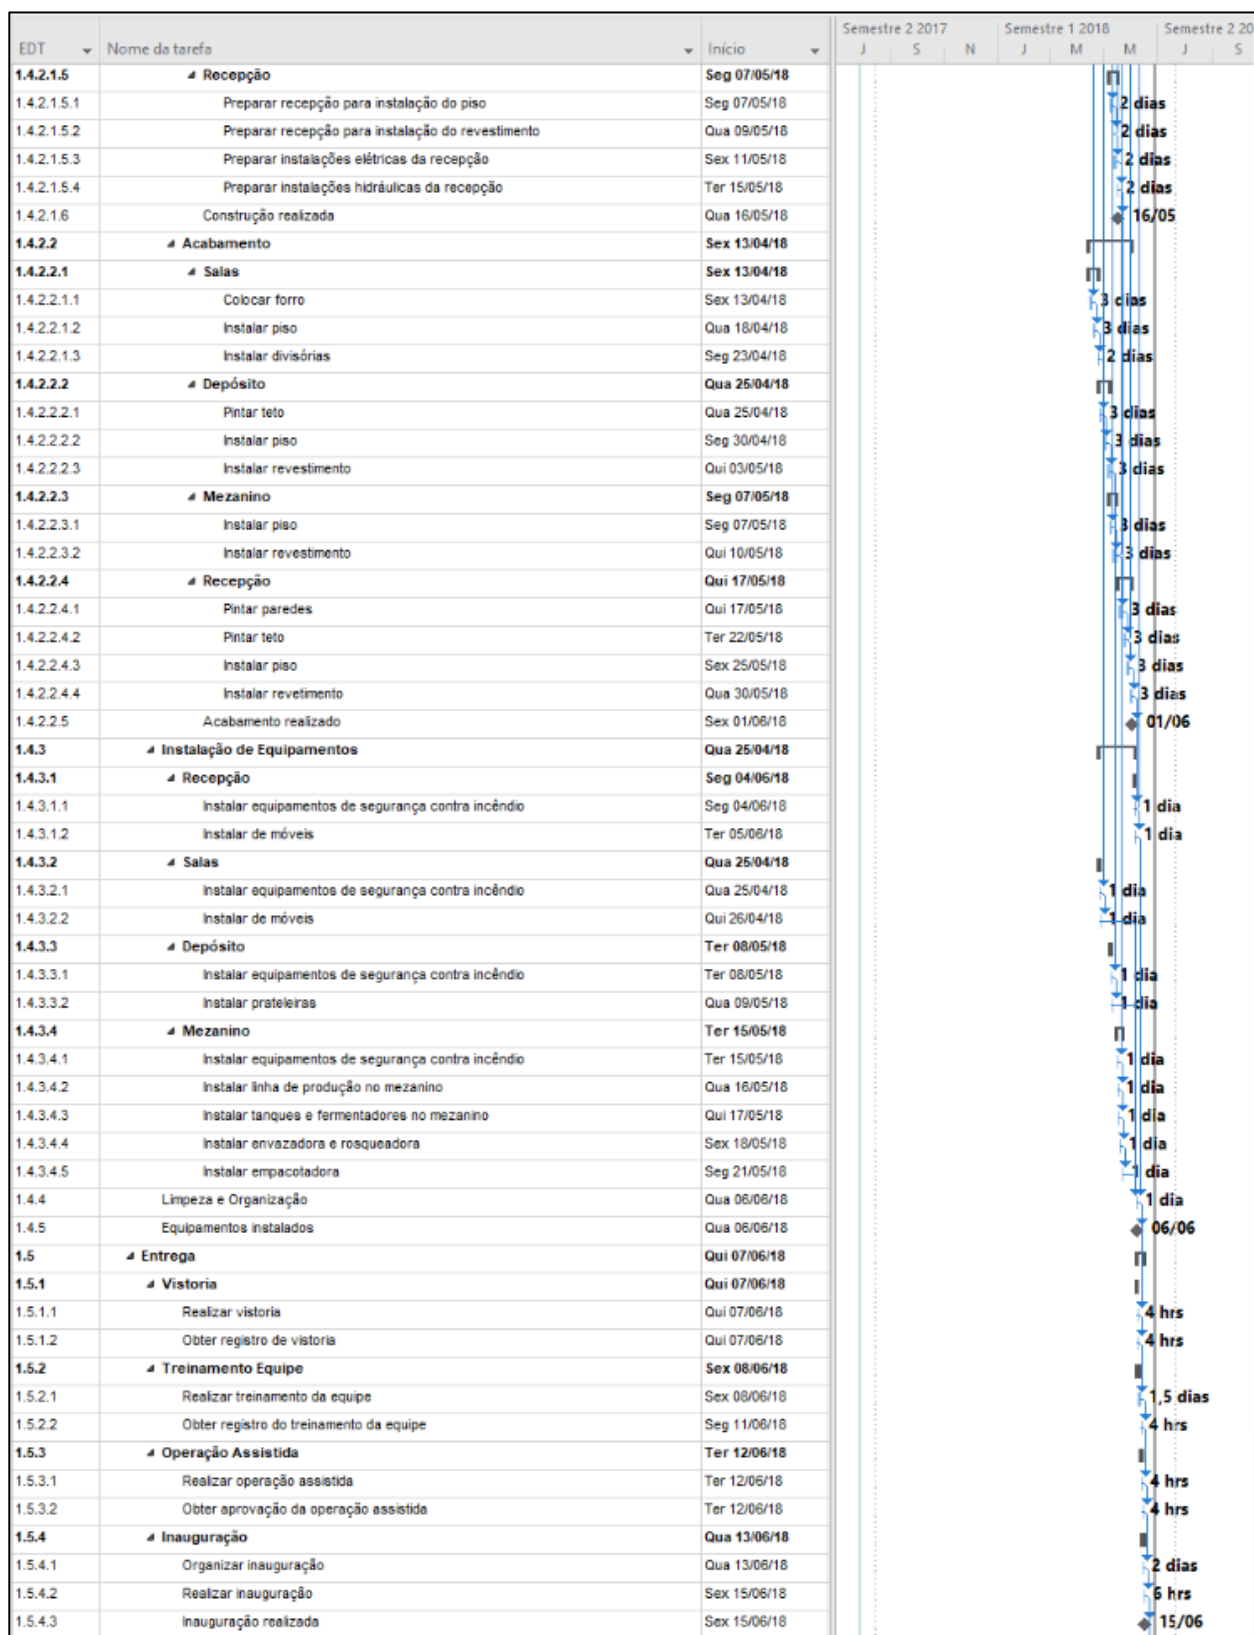 Semestre 2 2017 Semestre 1 2018 Semestre 2 20
EDT Nome da tarefa Início J S N J M M J S
1.4.2.1.5 Recepção Seg 07/05/18
1.4.2.1.5.1 Preparar recepção para instalação do piso Seg 07/05/18 2 dias
1.4.2.1.5.2 Preparar recepção para instalação do revestimento Qua 09/05/18 2 dias
1.4.2.1.5.3 Preparar instalações elétricas da recepção Sex 11/05/18 2 dias
1.4.2.1.5.4 Preparar instalações hidráulicas da recepção Ter 15/05/18 2 dias
1.4.2.1.6 Construção realizada Qua 16/05/18 16/05
1.4.2.2 Acabamento Sex 13/04/18
1.4.2.2.1 Salas Sex 13/04/18
1.4.2.2.1.1 Colocar forro Sex 13/04/18 3 dias
1.4.2.2.1.2 Instalar piso Qua 18/04/18 3 dias
1.4.2.2.1.3 Instalar divisórias Seg 23/04/18 2 dias
1.4.2.2.2 Depósito Qua 25/04/18
1.4.2.2.2.1 Pintar teto Qua 25/04/18 3 dias
1.4.2.2.2.2 Instalar piso Seg 30/04/18 3 dias
1.4.2.2.2.3 Instalar revestimento Qui 03/05/18 3 dias
1.4.2.2.3 Mezanino Seg 07/05/18
1.4.2.2.3.1 Instalar piso Seg 07/05/18 3 dias
1.4.2.2.3.2 Instalar revestimento Qui 10/05/18 3 dias
1.4.2.2.4 Recepção Qui 17/05/18
1.4.2.2.4.1 Pintar paredes Qui 17/05/18 3 dias
1.4.2.2.4.2 Pintar teto Ter 22/05/18 3 dias
1.4.2.2.4.3 Instalar piso Sex 25/05/18 3 dias
1.4.2.2.4.4 Instalar revetimento Qua 30/05/18 3 dias
1.4.2.2.5 Acabamento realizado Sex 01/06/18 01/06
1.4.3 Instalação de Equipamentos Qua 25/04/18
1.4.3.1 Recepção Seg 04/06/18
1.4.3.1.1 Instalar equipamentos de segurança contra incêndio Seg 04/06/18 1 dia
1.4.3.1.2 Instalar de móveis Ter 05/06/18 1 dia
1.4.3.2 Salas Qua 25/04/18
1.4.3.2.1 Instalar equipamentos de segurança contra incêndio Qua 25/04/18 1 dia
1.4.3.2.2 Instalar de móveis Qui 26/04/18 1 dia
1.4.3.3 Depósito Ter 08/05/18
1.4.3.3.1 Instalar equipamentos de segurança contra incêndio Ter 08/05/18 1 dia
1.4.3.3.2 Instalar prateleiras Qua 09/05/18 1 dia
1.4.3.4 Mezanino Ter 15/05/18
1.4.3.4.1 Instalar equipamentos de segurança contra incêndio Ter 15/05/18 1 dia
1.4.3.4.2 Instalar linha de produção no mezanino Qua 16/05/18 1 dia
1.4.3.4.3 Instalar tanques e fermentadores no mezanino Qui 17/05/18 1 dia
1.4.3.4.4 Instalar envazadora e rosqueadora Sex 18/05/18 1 dia
1.4.3.4.5 Instalar empacotadora Seg 21/05/18 1 dia
1.4.4 Limpeza e Organização Qua 06/06/18 1 dia
1.4.5 Equipamentos instalados Qua 06/06/18 06/06
1.5 Entrega Qui 07/06/18
1.5.1 Vistoria Qui 07/06/18
1.5.1.1 Realizar vistoria Qui 07/06/18 4 hrs
1.5.1.2 Obter registro de vistoria Qui 07/06/18 4 hrs
1.5.2 Treinamento Equipe Sex 08/06/18
1.5.2.1 Realizar treinamento da equipe Sex 08/06/18 1,5 dias
1.5.2.2 Obter registro do treinamento da equipe Seg 11/06/18 4 hrs
1.5.3 Operação Assistida Ter 12/06/18
1.5.3.1 Realizar operação assistida Ter 12/06/18 4 hrs
1.5.3.2 Obter aprovação da operação assistida Ter 12/06/18 4 hrs
1.5.4 Inauguração Qua 13/06/18
1.5.4.1 Organizar inauguração Qua 13/06/18 2 dias
1.5.4.2 Realizar inauguração Sex 15/06/18 6 hrs
1.5.4.3 Inauguração realizada Sex 15/06/18 15/06